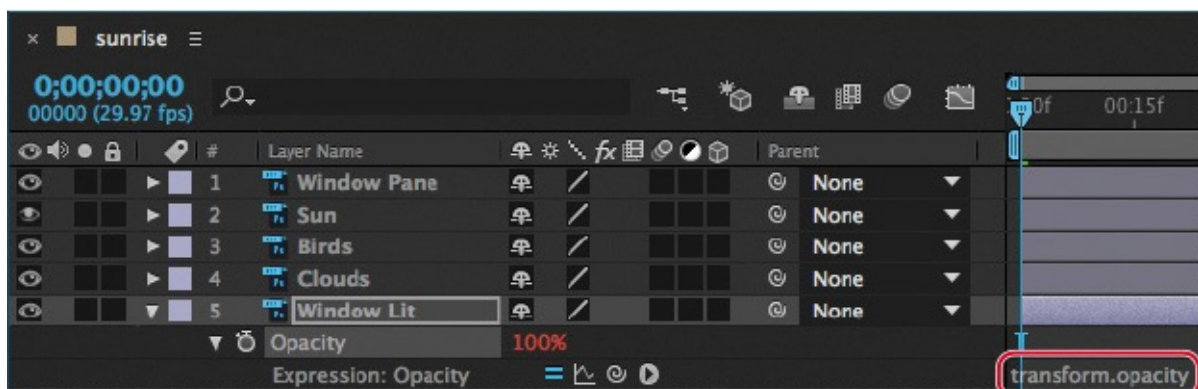 × sunrise ≡
0;00;00;00
00000 (29.97 fps)
00:15f
# Layer Name fx Parent
1 Window Pane None
2 Sun None
3 Birds None
4 Clouds None
5 Window Lit None
Opacity 100%
Expression: Opacity = transform.opacity